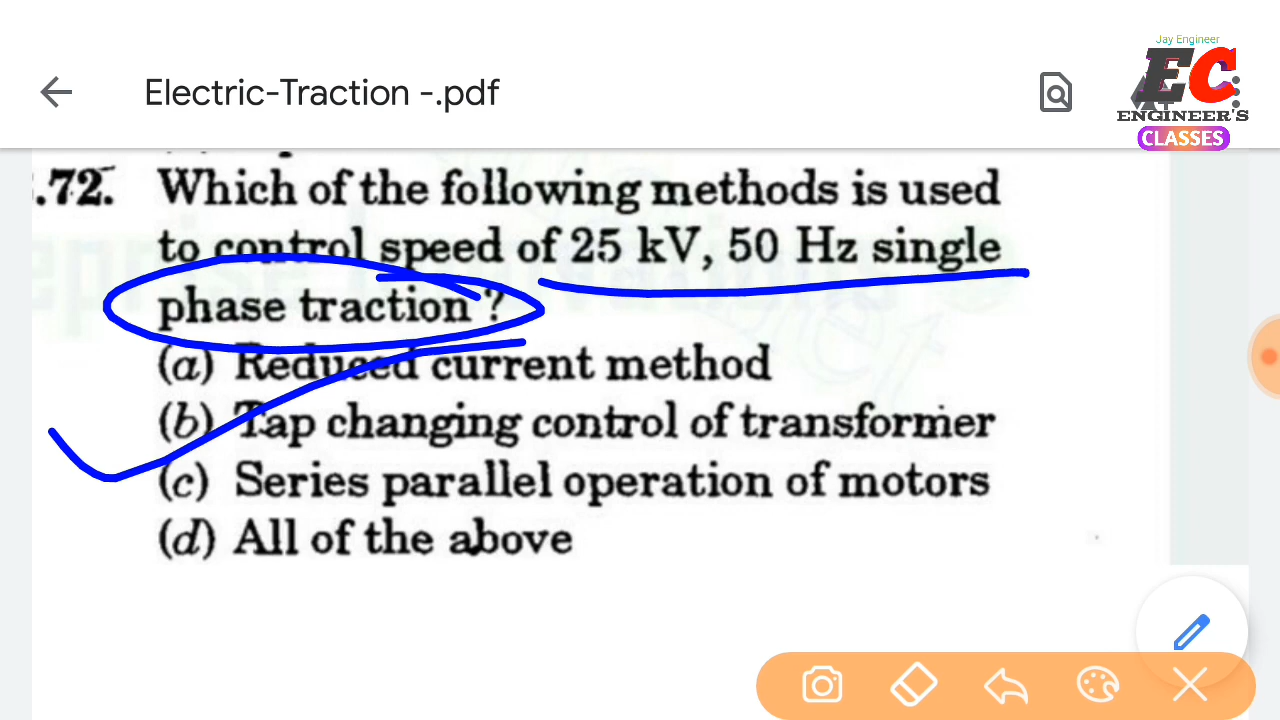 Jay Engineer
EC
ENGINEER'S
CLASSES
Electric-Traction -.pdf
.72. Which of the following methods is used
to control speed of 25 kV, 50 Hz single
phase traction ?
(a) Reduced current method
(b) Tap changing control of transformer
(c) Series parallel operation of motors
(d) All of the above